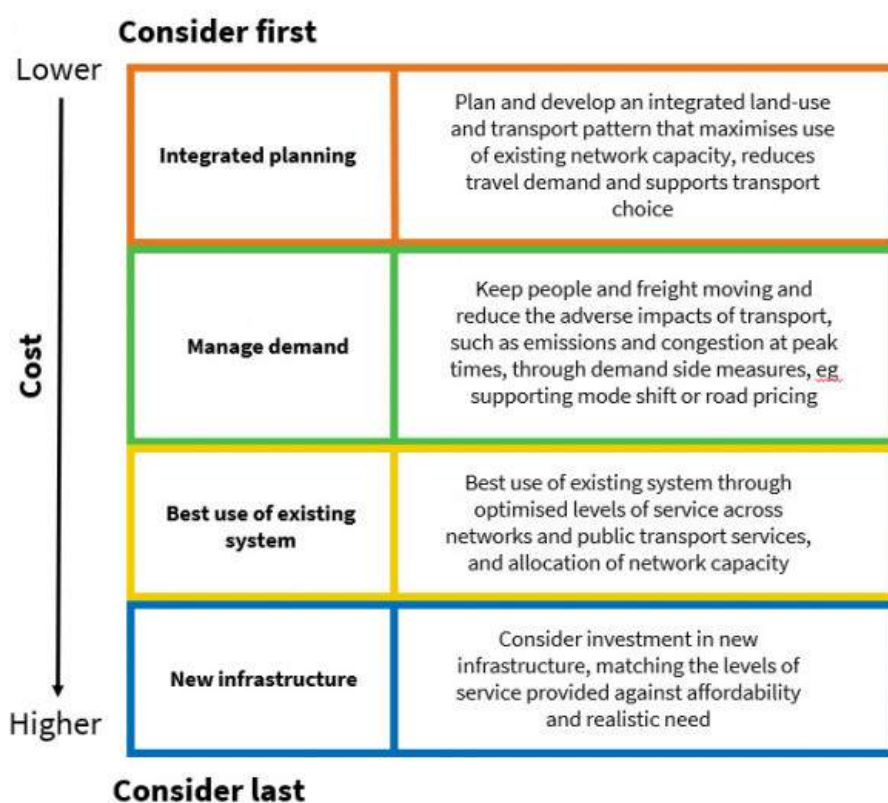 Consider first
Lower
Integrated planning
Plan and develop an integrated land-use
and transport pattern that maximises use
of existing network capacity, reduces
travel demand and supports transport
choice
Manage demand
Keep people and freight moving and
reduce the adverse impacts of transport,
such as emissions and congestion at peak
times, through demand side measures, eg
supporting mode shift or road pricing
Cost
Best use of existing
system
Best use of existing system through
optimised levels of service across
networks and public transport services,
and allocation of network capacity
New infrastructure
Consider investment in new
infrastructure, matching the levels of
service provided against affordability
and realistic need
Higher
Consider last